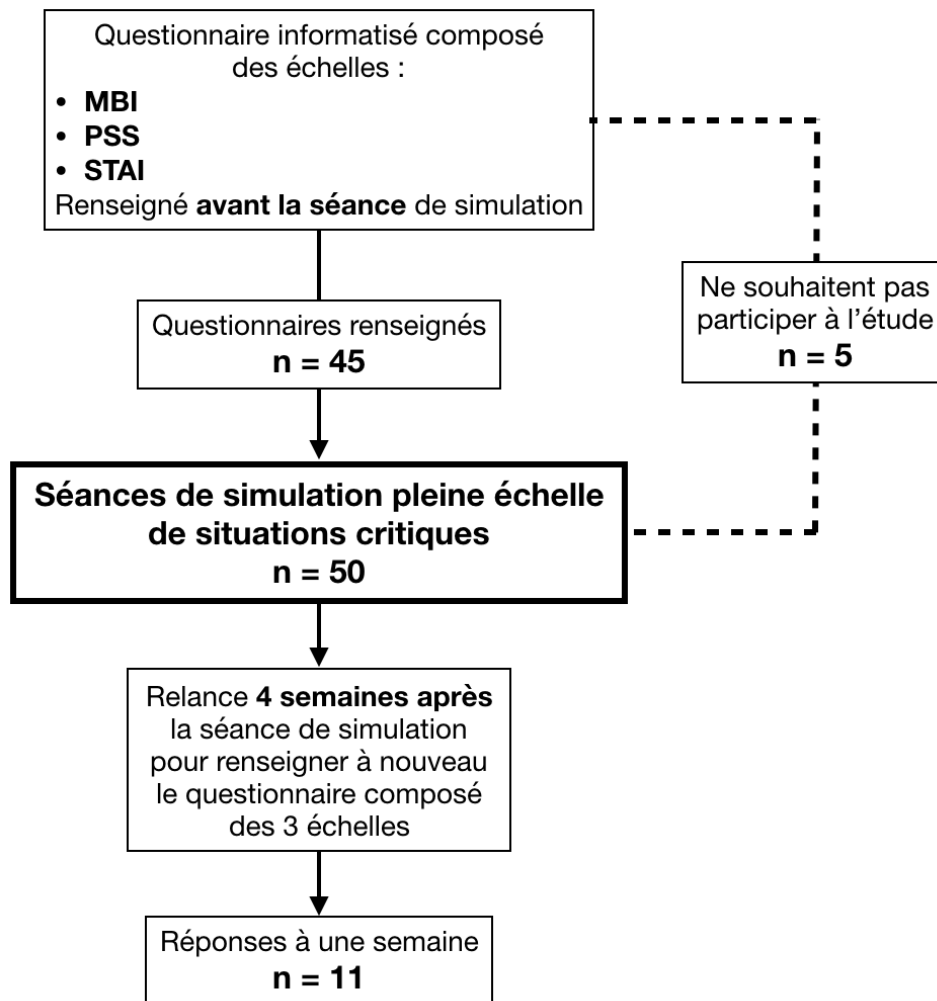 Questionnaire informatisé composé
des échelles :
• MBI
• PSS
• STAI
Renseigné avant la séance de simulation
Ne souhaitent pas
participer à l’étude
n = 5
Questionnaires renseignés
n = 45
Séances de simulation pleine échelle
de situations critiques
n = 50
Relance 4 semaines après
la séance de simulation
pour renseigner à nouveau
le questionnaire composé
des 3 échelles
Réponses à une semaine
n = 11